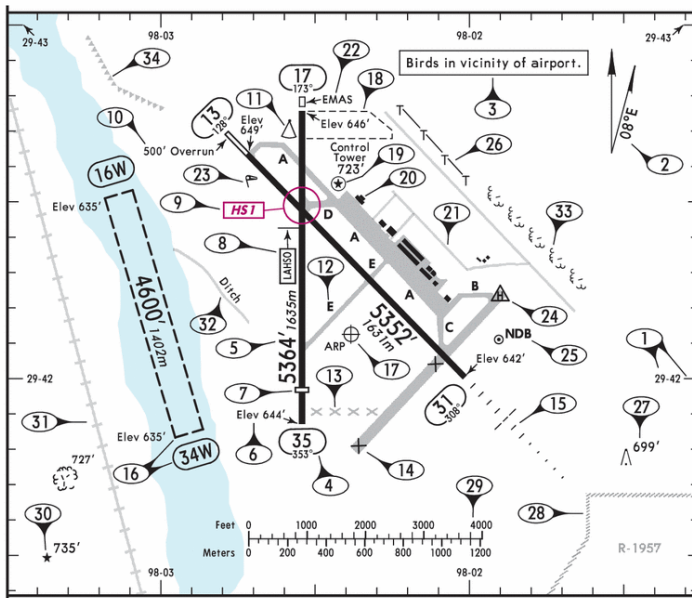 98-03
98-02
29-43
29-43
34
22
17
173°
EMAS
18
Birds in vicinity of airport.
3
08°E
2
11
13
128°
Elev 646'
Elev 649'
10
500' Overrun
Control
Tower
723'
19
26
A
20
16W
23
9
HS1
D
21
33
Elev 635'
8
LAHSO
A
E
12
B
4600'
1402m
Ditch
A
E
24
32
5
5364'
1635m
5352'
1631m
C
NDB
25
1
ARP
17
Elev 642'
29-42
29-42
7
13
31
308°
15
27
31
Elev 644'
699'
Elev 635'
35
353°
6
4
14
16
34W
727'
29
28
30
735'
Feet
0 1000 2000 3000 4000
Meters
0 200 400 600 800 1000 1200
R-1957
98-03
98-02